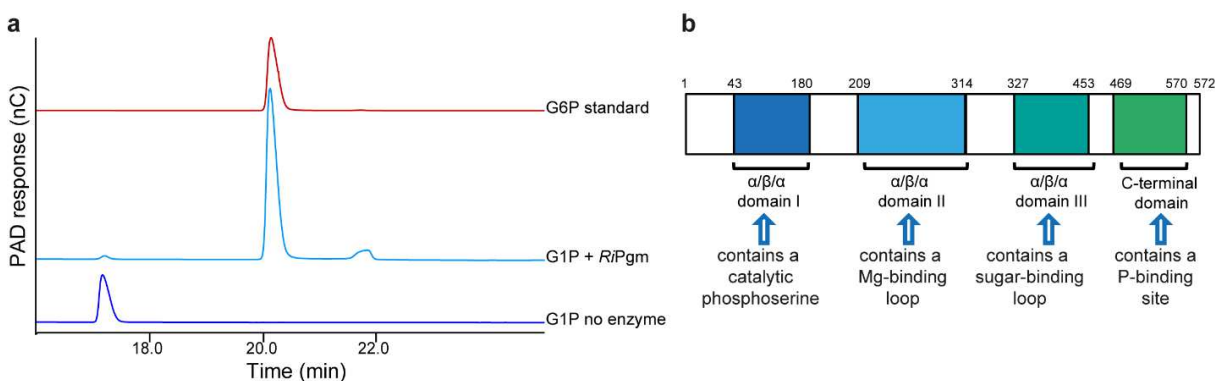 a
PAD response (nC)
G6P standard
G1P + RiPgm
G1P no enzyme
18.0 20.0 22.0
Time (min)
b
1 43 180 209 314 327 453 469 570 572
α/β/α
domain I
α/β/α
domain II
α/β/α
domain III
C-terminal
domain
contains a
catalytic
phosphoserine
contains a
Mg-binding
loop
contains a
sugar-binding
loop
contains a
P-binding
site